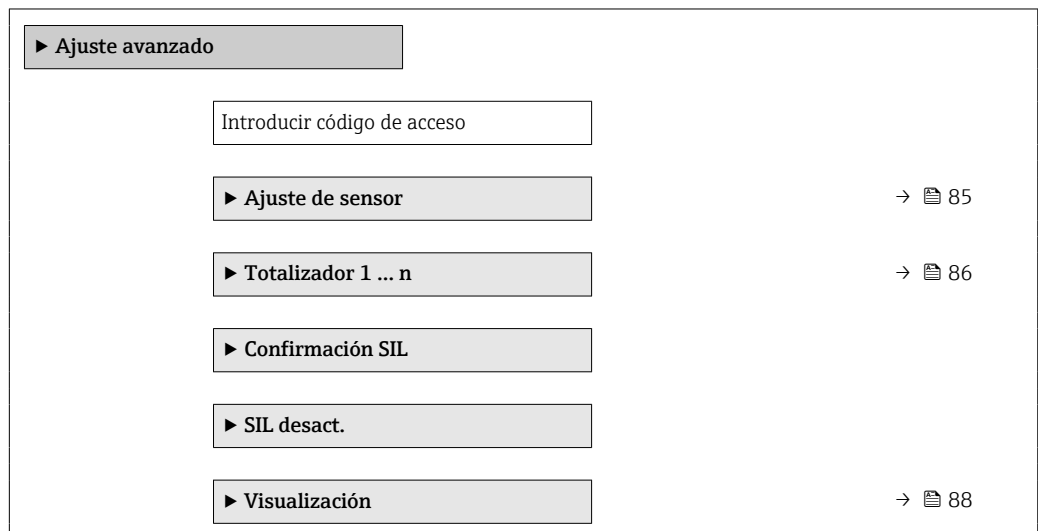 ▶ Ajuste avanzado
Introducir código de acceso
▶ Ajuste de sensor → 85
▶ Totalizador 1 ... n → 86
▶ Confirmación SIL
▶ SIL desact.
▶ Visualización → 88